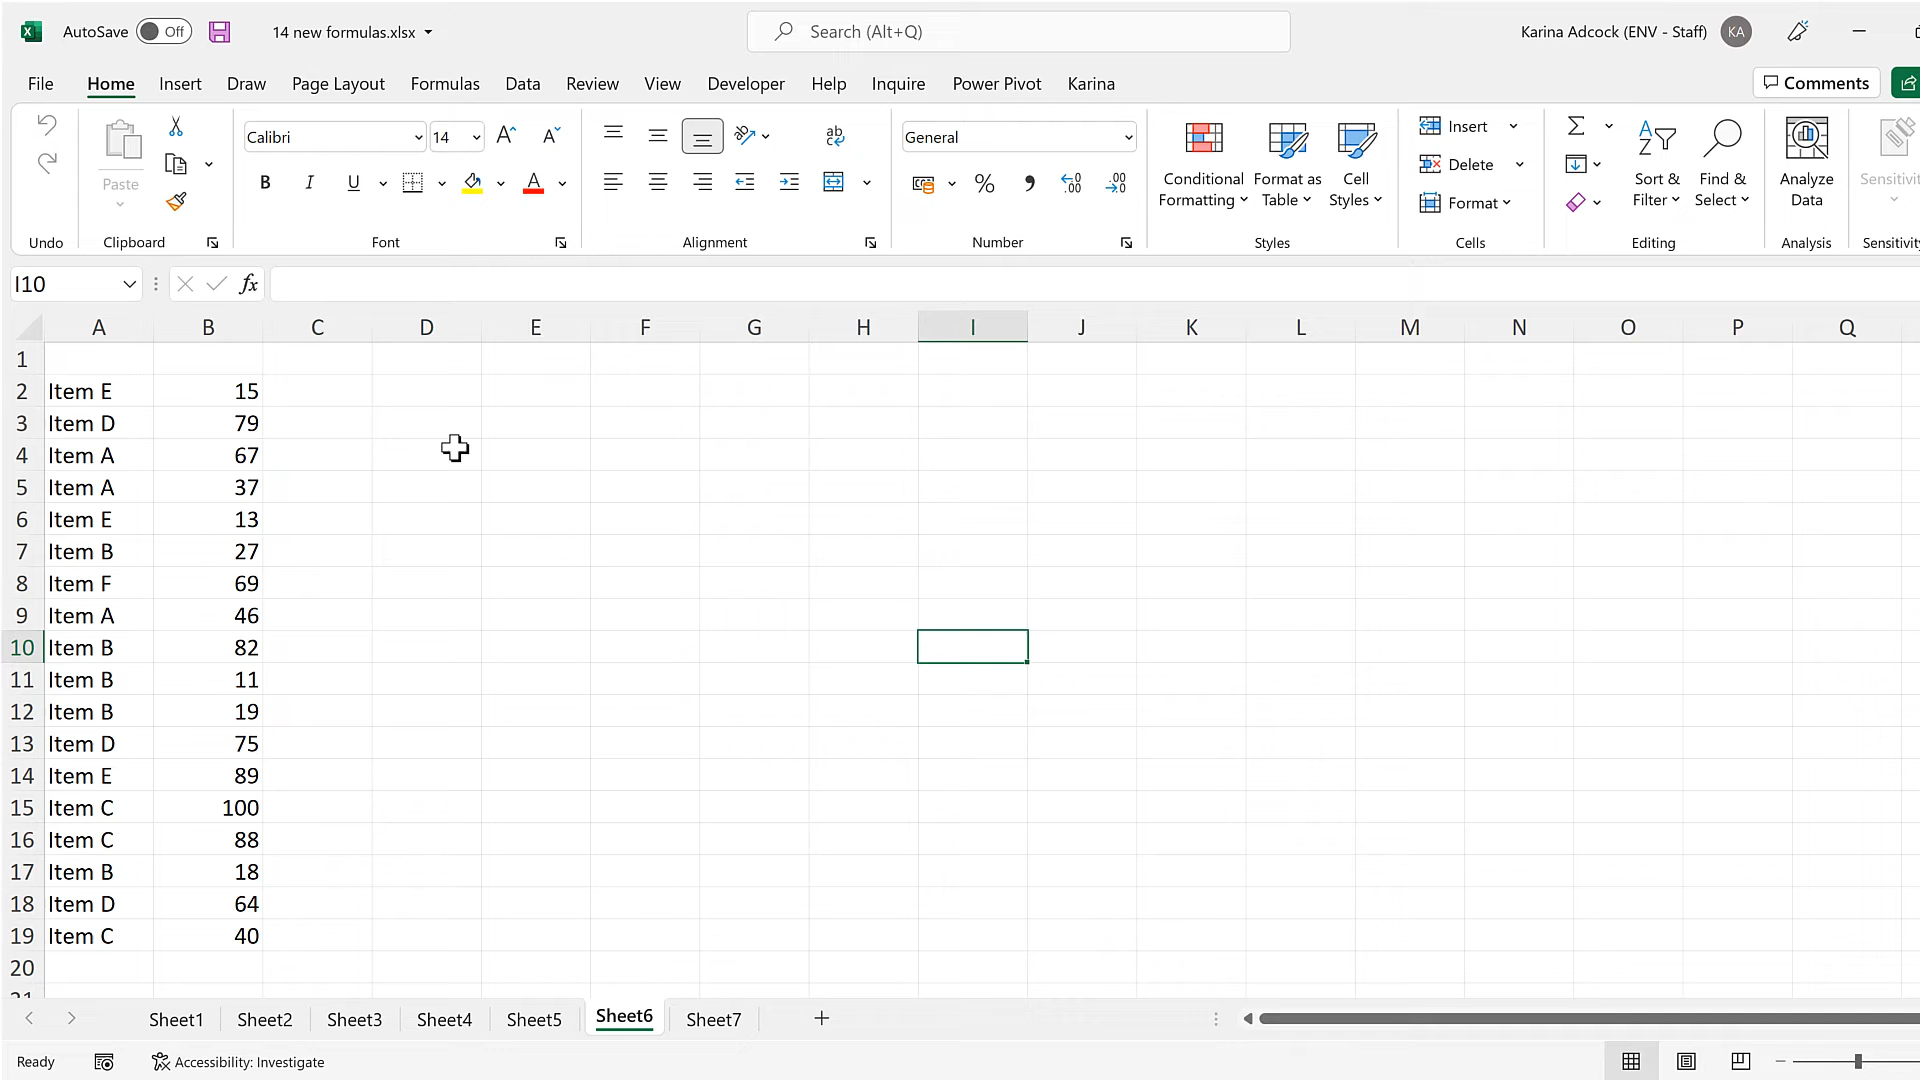 AutoSave Off 14 new formulas.xlsx Search (Alt+Q) Karina Adcock (ENV - Staff) KA
File Home Insert Draw Page Layout Formulas Data Review View Developer Help Inquire Power Pivot Karina Comments
Calibri 14 ab General Insert
Paste B I U A % Conditional Formatting Format as Table Cell Styles Delete Sort & Filter Find & Select Analyze Data Sensitivit
Format
Undo Clipboard Font Alignment Number Styles Cells Editing Analysis Sensitivity
I10 fx
A B C D E F G H I J K L M N O P Q
1
2 Item E 15
3 Item D 79
4 Item A 67
5 Item A 37
6 Item E 13
7 Item B 27
8 Item F 69
9 Item A 46
10 Item B 82
11 Item B 11
12 Item B 19
13 Item D 75
14 Item E 89
15 Item C 100
16 Item C 88
17 Item B 18
18 Item D 64
19 Item C 40
20
21
Sheet1 Sheet2 Sheet3 Sheet4 Sheet5 Sheet6 Sheet7
Ready Accessibility: Investigate